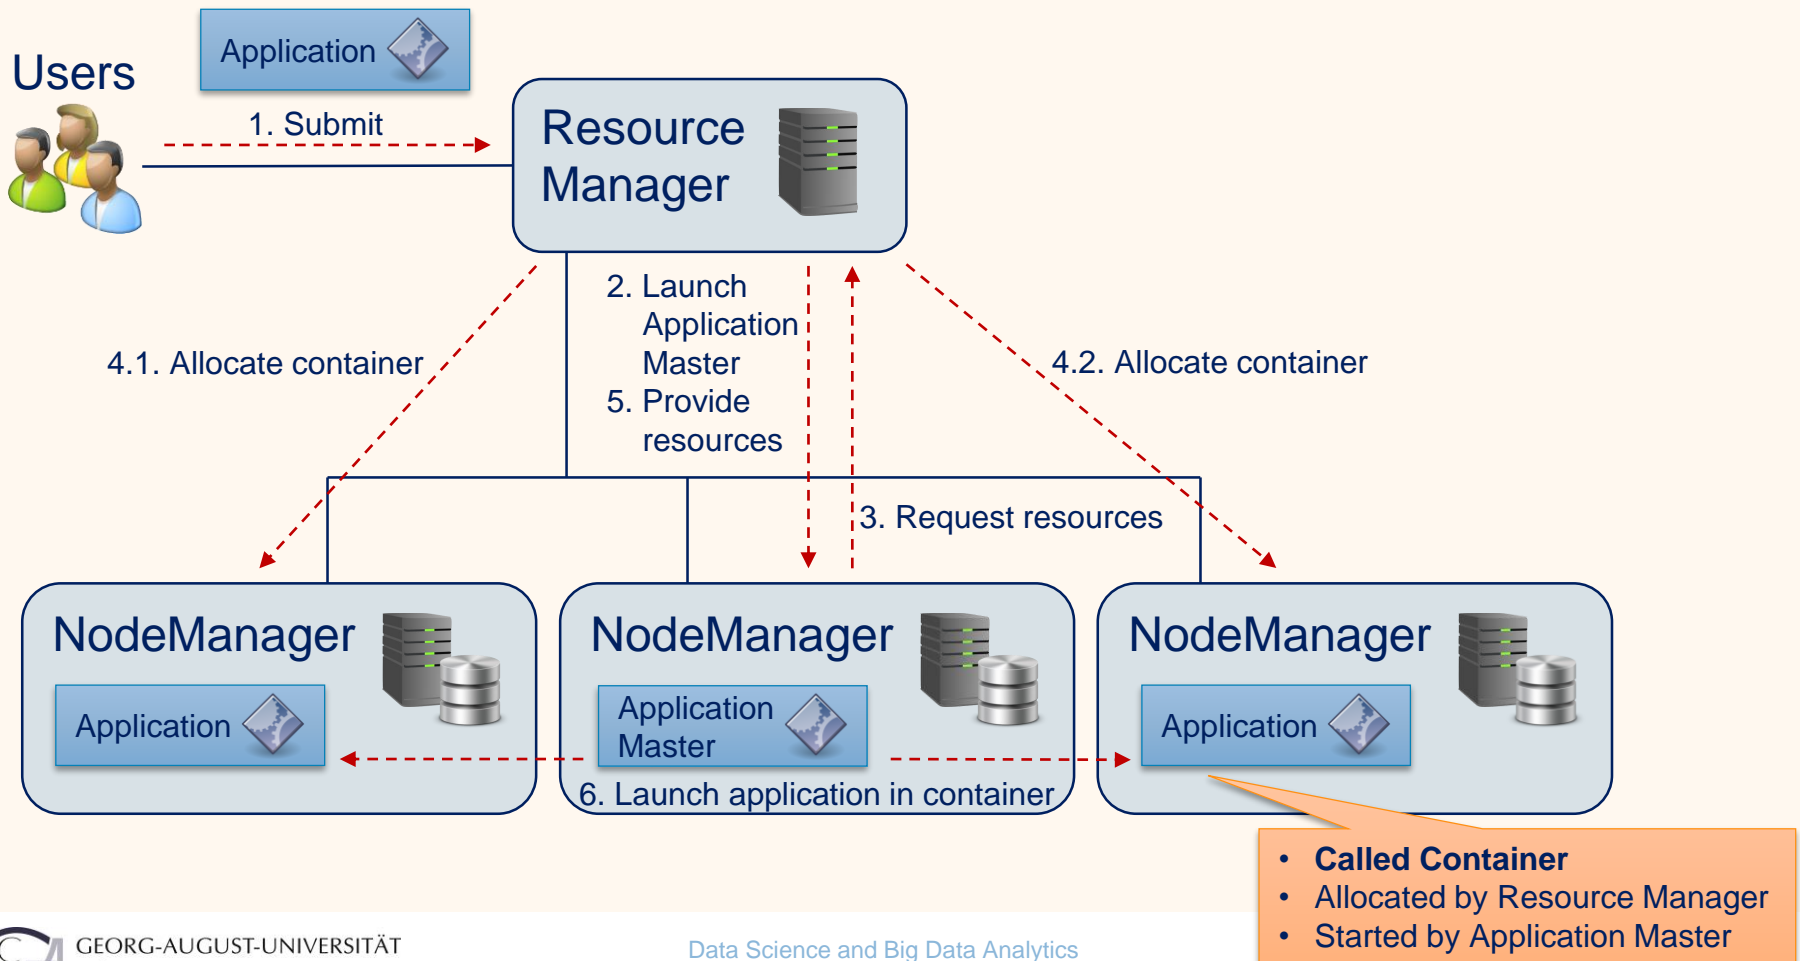 Application
Users
1. Submit
Resource
Manager
2. Launch
Application
Master
5. Provide
resources
4.1. Allocate container
4.2. Allocate container
3. Request resources
NodeManager
Application
NodeManager
Application
Master
NodeManager
Application
6. Launch application in container
• Called Container
• Allocated by Resource Manager
• Started by Application Master
GEORG-AUGUST-UNIVERSITÄT
Data Science and Big Data Analytics